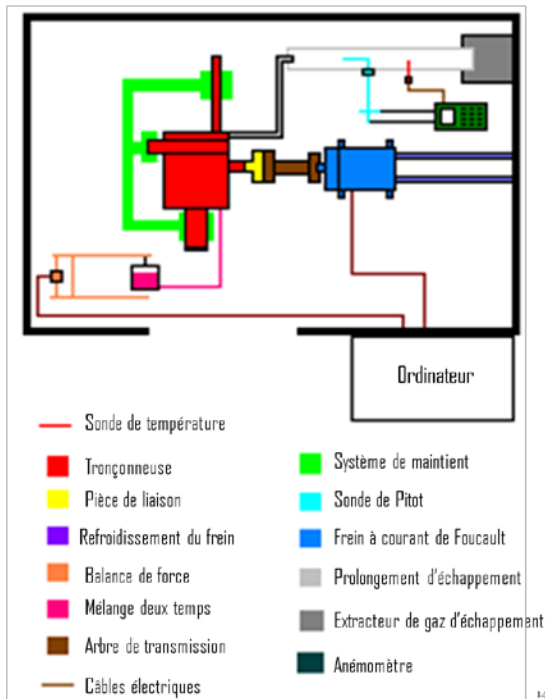 Ordinateur
Sonde de température
Tronçonneuse
Pièce de liaison
Refroidissement du frein
Balance de force
Mélange deux temps
Arbre de transmission
Câbles électriques
Système de maintient
Sonde de Pitot
Frein à courant de Foucault
Prolongement d'échappement
Extracteur de gaz d'échappement
Anémomètre